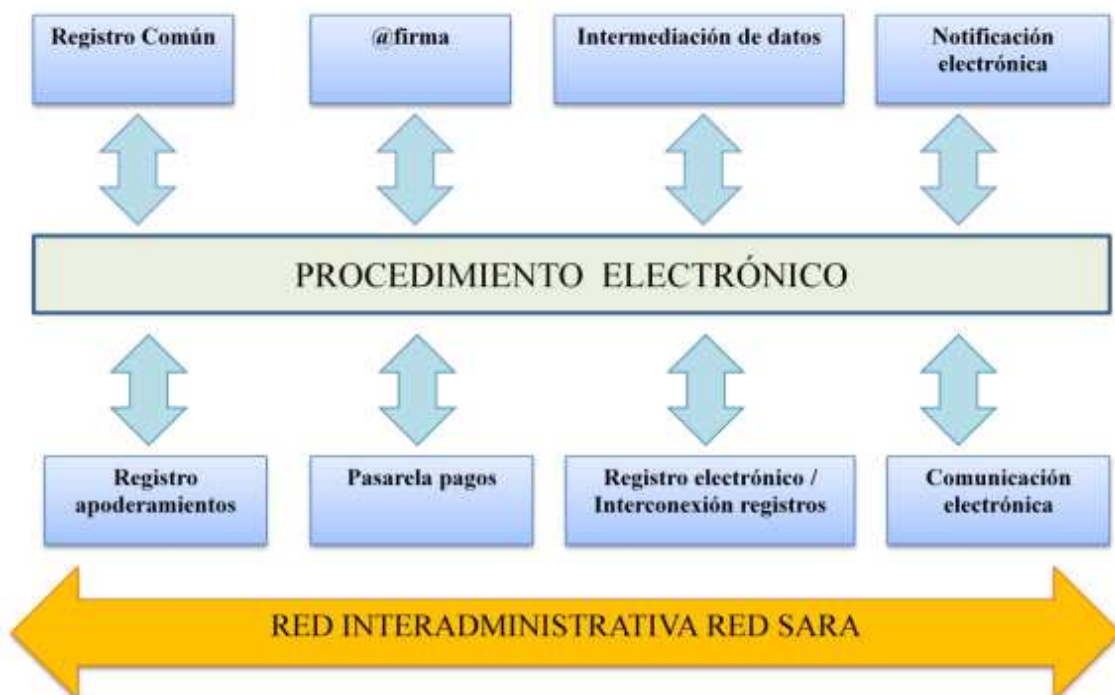 Registro Común
@firma
Intermediación de datos
Notificación
electrónica
PROCEDIMIENTO ELECTRÓNICO
Registro
apoderamientos
Pasarela pagos
Registro electrónico /
Interconexión registros
Comunicación
electrónica
RED INTERADMINISTRATIVA RED SARA